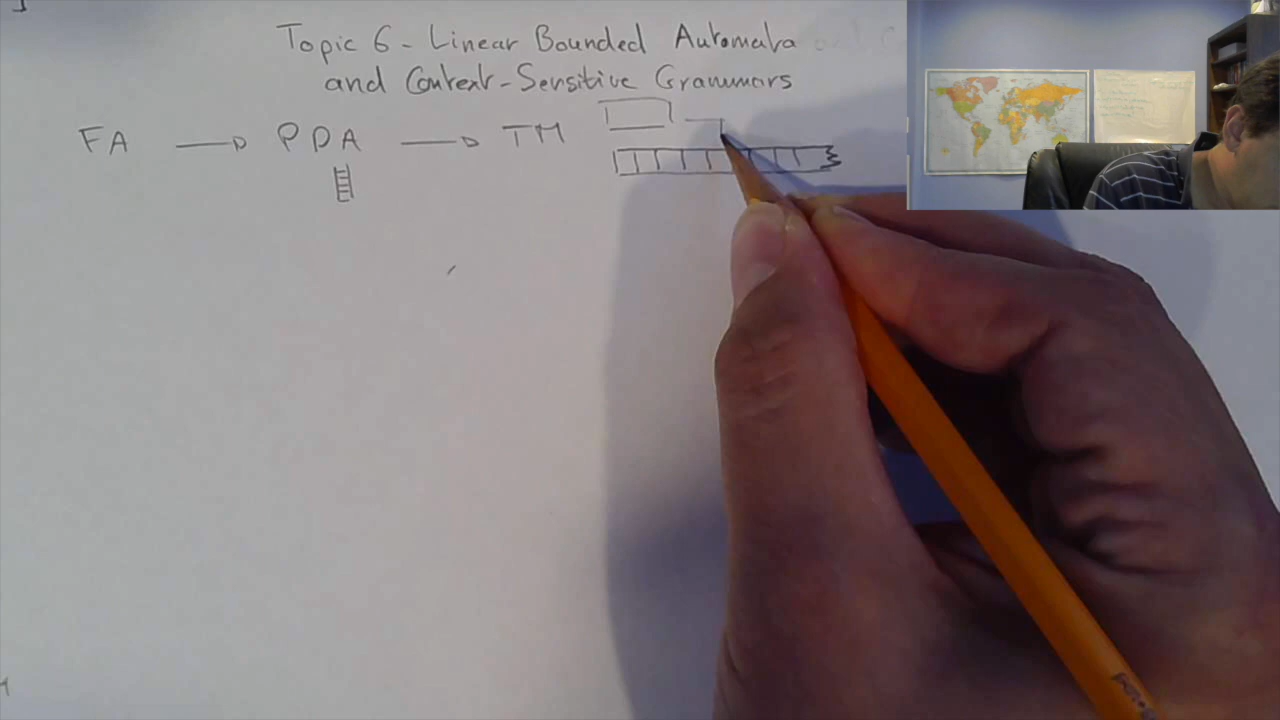 Topic 6 - Linear Bounded Automata
and Context-Sensitive Grammars
FA → PDA → TM